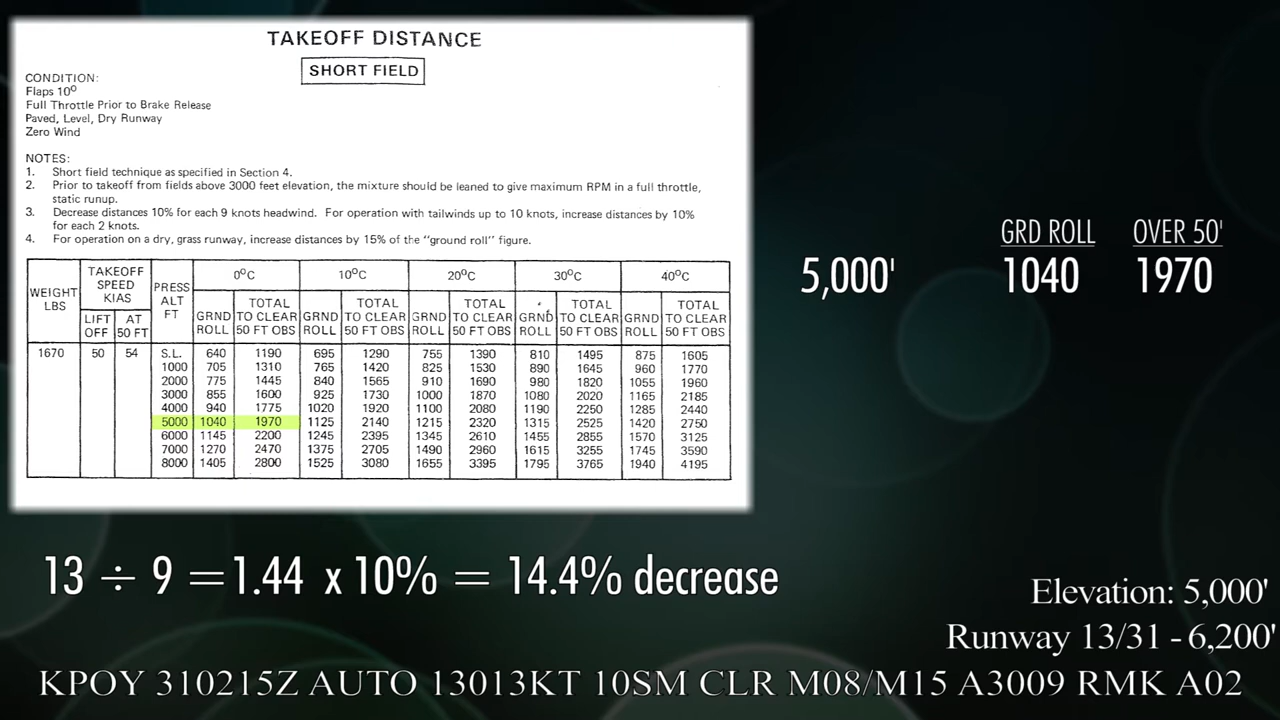 TAKEOFF DISTANCE
SHORT FIELD
CONDITION:
Flaps 10°
Full Throttle Prior to Brake Release
Paved, Level, Dry Runway
Zero Wind
NOTES:
1. Short field technique as specified in Section 4.
2. Prior to takeoff from fields above 3000 feet elevation, the mixture should be leaned to give maximum RPM in a full throttle,
static runup.
3. Decrease distances 10% for each 9 knots headwind. For operation with tailwinds up to 10 knots, increase distances by 10%
for each 2 knots.
4. For operation on a dry, grass runway, increase distances by 15% of the "ground roll" figure.
WEIGHT LBS
TAKEOFF SPEED KIAS
LIFT OFF
AT 50 FT
PRESS ALT FT
0°C 10°C 20°C 30°C 40°C
GRND ROLL TOTAL TO CLEAR 50 FT OBS GRND ROLL TOTAL TO CLEAR 50 FT OBS GRND ROLL TOTAL TO CLEAR 50 FT OBS GRND ROLL TOTAL TO CLEAR 50 FT OBS GRND ROLL TOTAL TO CLEAR 50 FT OBS
1670 50 54 S.L. 640 1190 695 1290 755 1390 810 1495 875 1605
1000 705 1310 765 1420 825 1530 890 1645 960 1770
2000 775 1445 840 1565 910 1690 980 1820 1055 1960
3000 855 1600 925 1730 1000 1870 1080 2020 1165 2185
4000 940 1775 1020 1920 1100 2080 1190 2250 1285 2440
5000 1040 1970 1125 2140 1215 2320 1315 2525 1420 2750
6000 1145 2200 1245 2395 1345 2610 1455 2855 1570 3125
7000 1270 2470 1375 2705 1490 2960 1615 3255 1745 3590
8000 1405 2800 1525 3080 1655 3395 1795 3765 1940 4195
GRD ROLL OVER 50'
5,000' 1040 1970
13 ÷ 9 = 1.44 x 10% = 14.4% decrease
Elevation: 5,000'
Runway 13/31 - 6,200'
KPOY 310215Z AUTO 13013KT 10SM CLR M08/M15 A3009 RMK A02